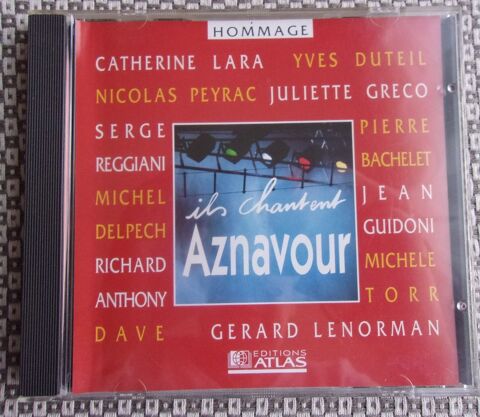 HOMMAGE
CATHERINE LARA YVES DUTEIL
NICOLAS PEYRAC JULIETTE GRECO
SERGE
REGGIANI
MICHEL
DELPECH
RICHARD
ANTHONY
ils chantent
Aznavour
PIERRE
BACHELET
JEAN
GUIDONI
MICHELE
TORR
DAVE GERARD LENORMAN
EDITIONS
ATLAS